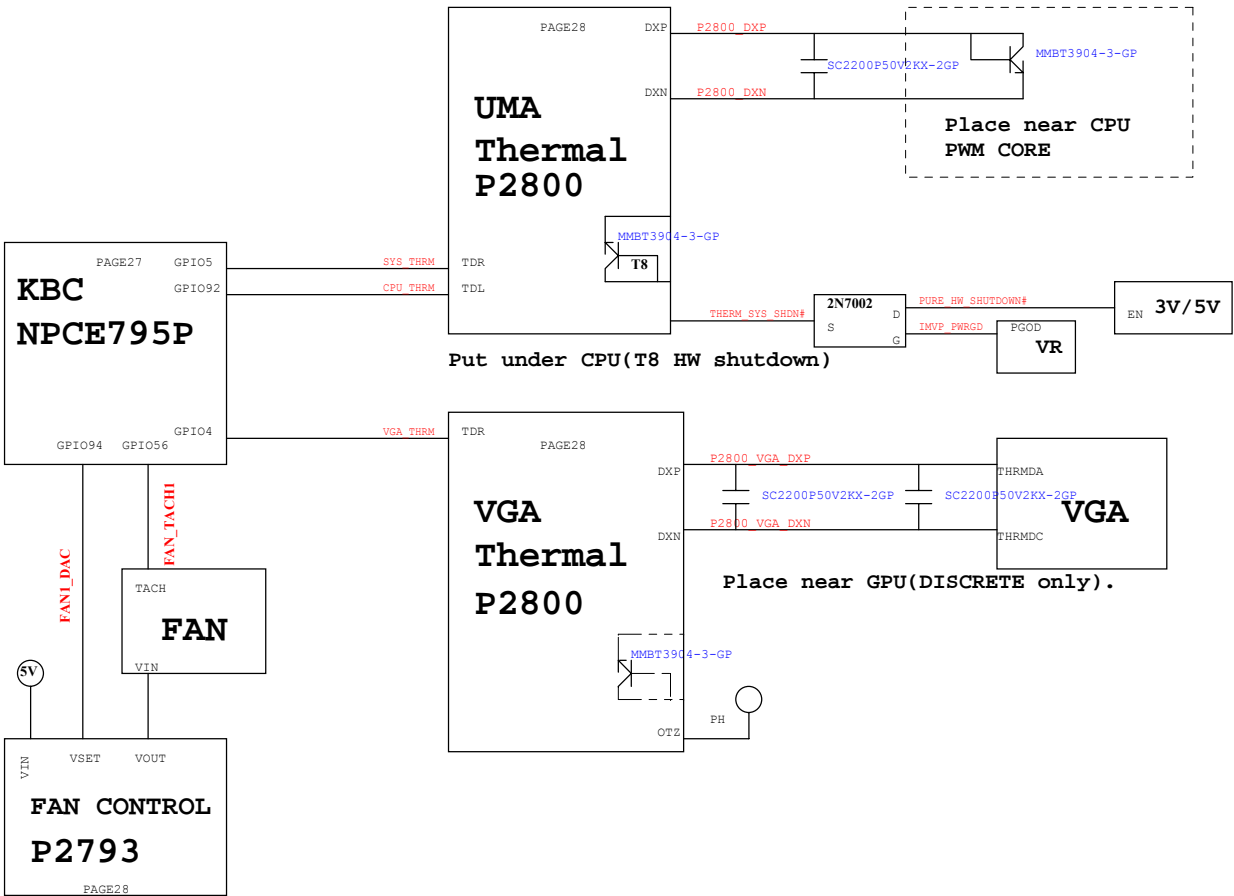 PAGE28
DXP
P2800_DXP
SC2200P50V2KX-2GP
MMBT3904-3-GP
DXN
P2800_DXN
UMA
Thermal
P2800
Place near CPU
PWM CORE
MMBT3904-3-GP
T8
PAGE27
GPIO5
SYS_THRM
TDR
KBC
NPCE795P
GPIO92
CPU_THRM
TDL
THERM_SYS_SHDN#
2N7002
S
D
G
PURE_HW_SHUTDOWN#
IMVP_PWRGD
PGOD
VR
EN
3V/5V
Put under CPU(T8 HW shutdown)
GPIO4
VGA_THRM
TDR
GPIO94
GPIO56
PAGE28
DXP
P2800_VGA_DXP
THRMDA
SC2200P50V2KX-2GP
SC2200P50V2KX-2GP
VGA
DXN
P2800_VGA_DXN
THRMDC
VGA
Thermal
P2800
Place near GPU(DISCRETE only).
MMBT3904-3-GP
OTZ
PH
FAN1_DAC
FAN_TACH1
TACH
FAN
VIN
5V
VIN
VSET
VOUT
FAN CONTROL
P2793
PAGE28